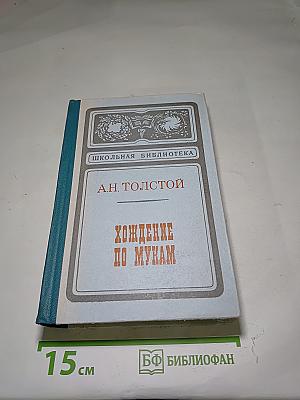 ШКОЛЬНАЯ БИБЛИОТЕКА
А.Н. ТОЛСТОЙ
ХОЖДЕНИЕ
ПО МУКАМ
15 см
БФ БИБЛИОФАН